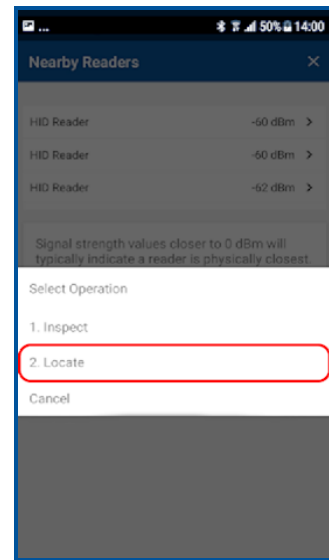 ... 50% 14:00
Nearby Readers ×
HID Reader -60 dBm >
HID Reader -60 dBm >
HID Reader -62 dBm >
Signal strength values closer to 0 dBm will
typically indicate a reader is physically closest.
Select Operation
1. Inspect
2. Locate
Cancel